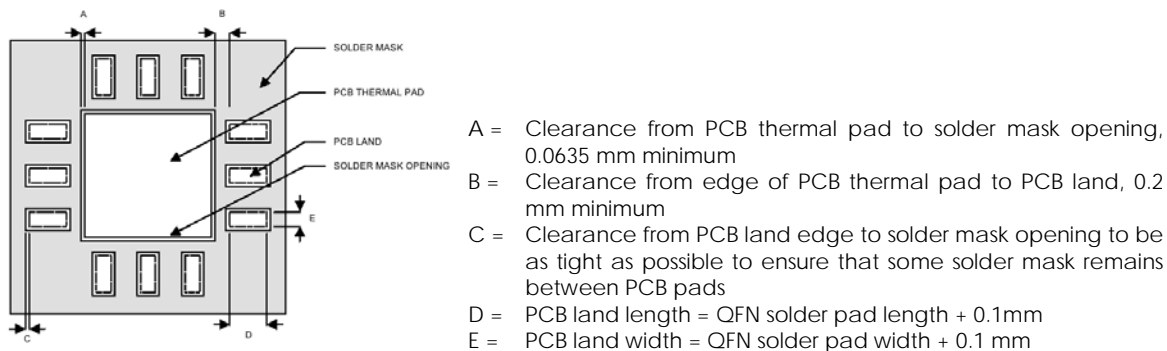 A
B
SOLDER MASK
PCB THERMAL PAD
PCB LAND
SOLDER MASK OPENING
E
C
D
A = Clearance from PCB thermal pad to solder mask opening,
0.0635 mm minimum
B = Clearance from edge of PCB thermal pad to PCB land, 0.2
mm minimum
C = Clearance from PCB land edge to solder mask opening to be
as tight as possible to ensure that some solder mask remains
between PCB pads
D = PCB land length = QFN solder pad length + 0.1mm
E = PCB land width = QFN solder pad width + 0.1 mm